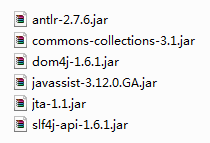 antlr-2.7.6.jar
commons-collections-3.1.jar
dom4j-1.6.1.jar
javassist-3.12.0.GA.jar
jta-1.1.jar
slf4j-api-1.6.1.jar